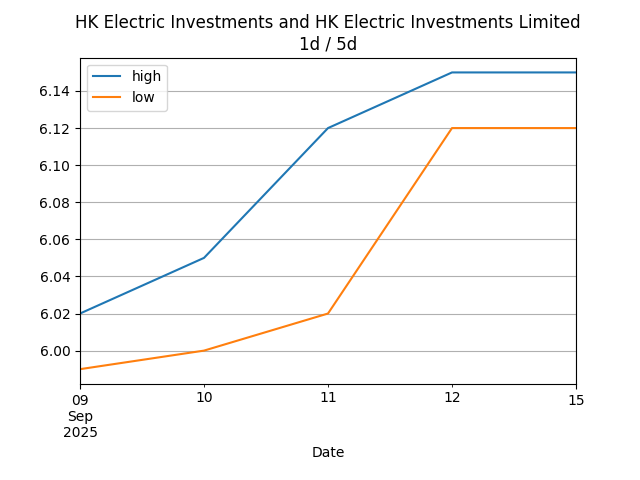 HK Electric Investments and HK Electric Investments Limited
1d / 5d
high
low
6.14
6.12
6.10
6.08
6.06
6.04
6.02
6.00
09 10 11 12 15
Sep
2025
Date